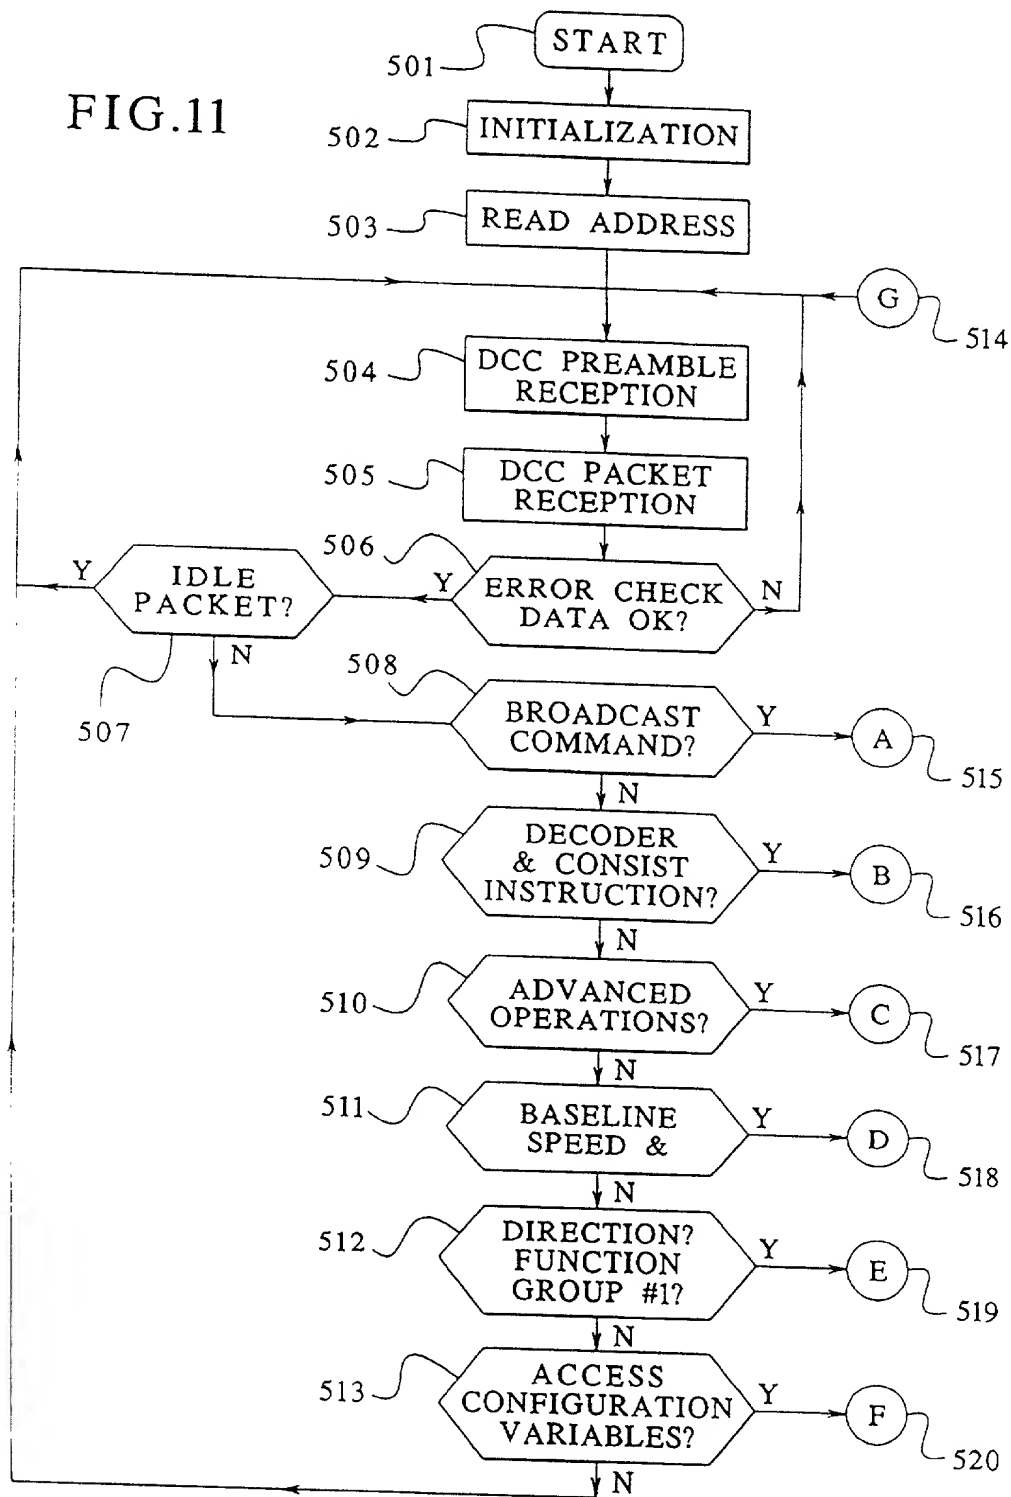 FIG.11
START
501
INITIALIZATION
502
READ ADDRESS
503
G
514
DCC PREAMBLE
RECEPTION
504
DCC PACKET
RECEPTION
505
506
ERROR CHECK
DATA OK?
Y
N
IDLE
PACKET?
Y
N
507
508
BROADCAST
COMMAND?
Y
A
515
N
509
DECODER
& CONSIST
INSTRUCTION?
Y
B
516
N
510
ADVANCED
OPERATIONS?
Y
C
517
N
511
BASELINE
SPEED &
Y
D
518
N
512
DIRECTION?
FUNCTION
GROUP #1?
Y
E
519
N
513
ACCESS
CONFIGURATION
VARIABLES?
Y
F
520
N